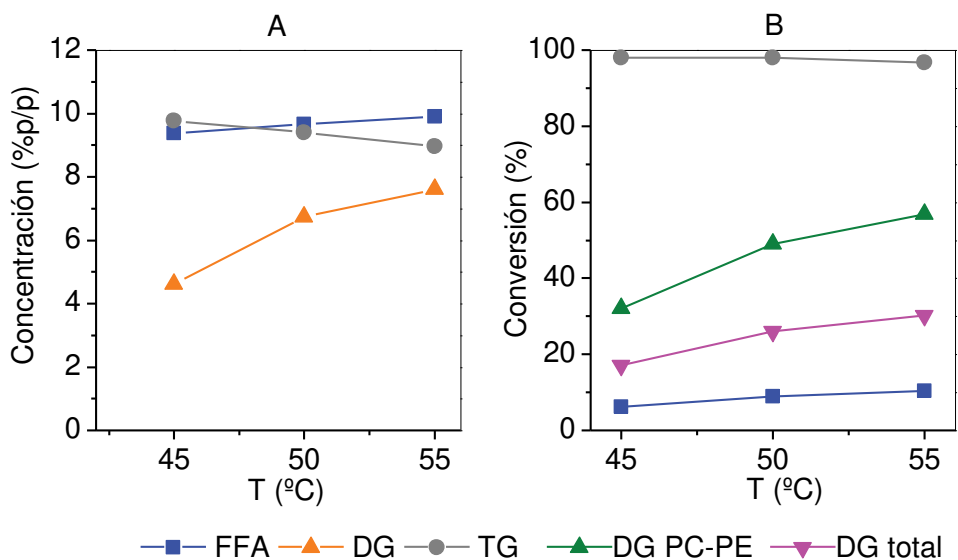 A
Concentración (%p/p)
12
10
8
6
4
2
0
45 50 55
T (ºC)
B
Conversión (%)
100
80
60
40
20
0
45 50 55
T (ºC)
FFA DG TG DG PC-PE DG total